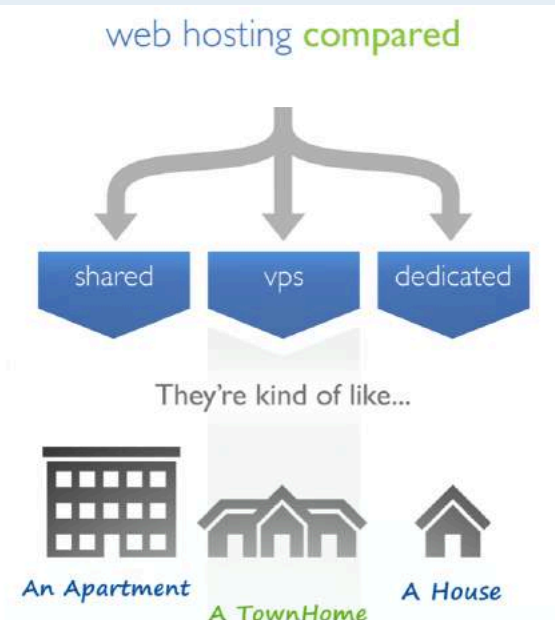 web hosting compared
shared
vps
dedicated
They're kind of like...
An Apartment
A TownHome
A House